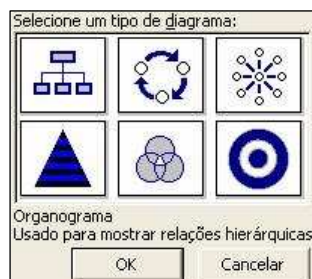 Selecione um tipo de diagrama:
Organograma
Usado para mostrar relações hierárquicas
OK
Cancelar